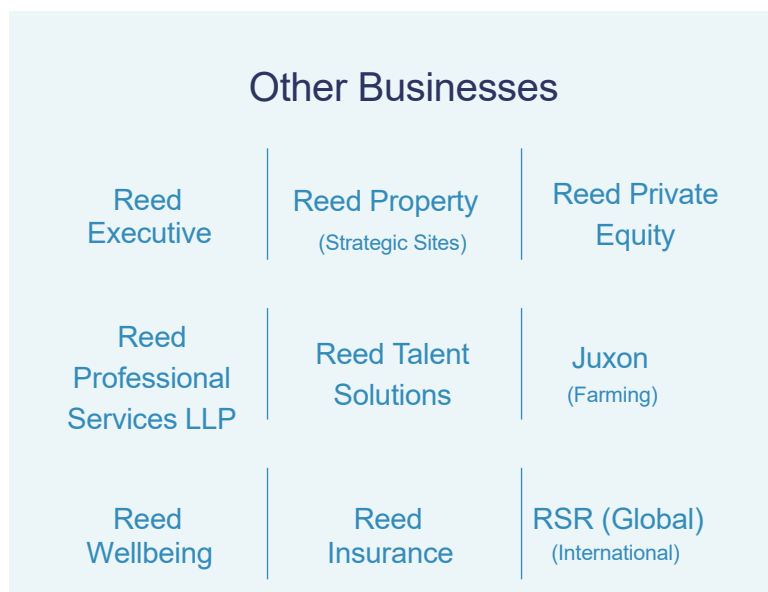 Other Businesses
Reed
Executive
Reed Property
(Strategic Sites)
Reed Private
Equity
Reed
Professional
Services LLP
Reed Talent
Solutions
Juxon
(Farming)
Reed
Wellbeing
Reed
Insurance
RSR (Global)
(International)